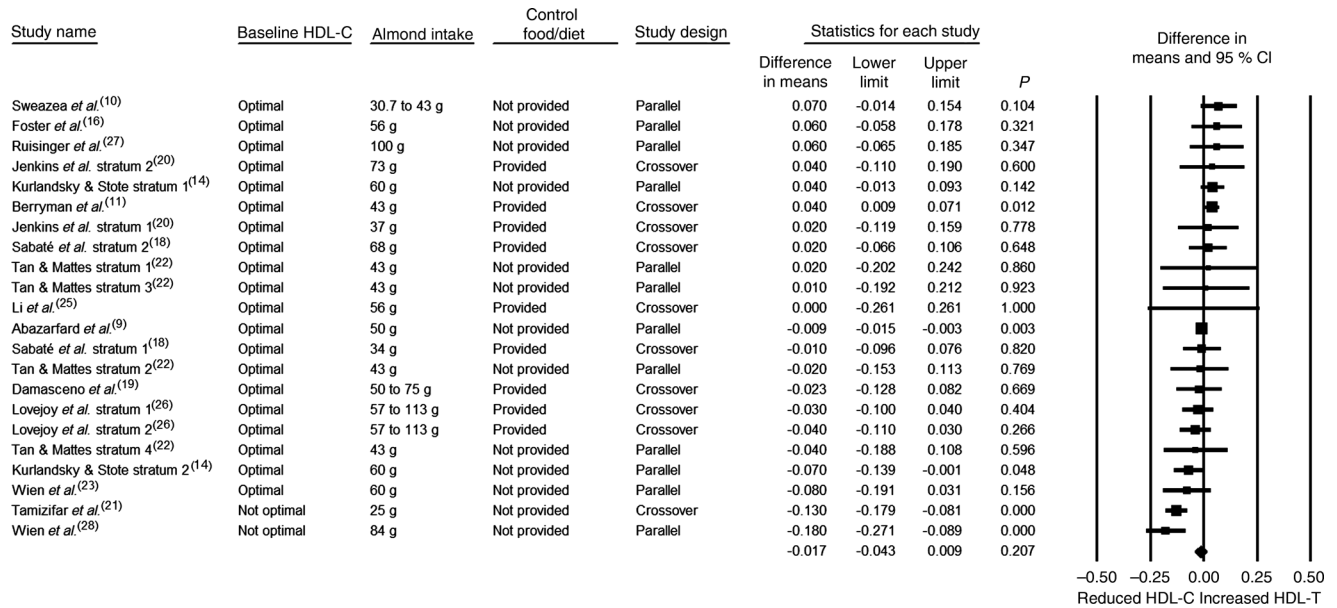 Study name Baseline HDL-C Almond intake Control food/diet Study design Statistics for each study Difference in means and 95 % CI
Difference in means Lower limit Upper limit P
Sweazea et al.(10) Optimal 30.7 to 43 g Not provided Parallel 0.070 -0.014 0.154 0.104
Foster et al.(16) Optimal 56 g Not provided Parallel 0.060 -0.058 0.178 0.321
Ruisinger et al.(27) Optimal 100 g Not provided Parallel 0.060 -0.065 0.185 0.347
Jenkins et al. stratum 2(20) Optimal 73 g Provided Crossover 0.040 -0.110 0.190 0.600
Kurlandsky & Stote stratum 1(14) Optimal 60 g Not provided Parallel 0.040 -0.013 0.093 0.142
Berryman et al.(11) Optimal 43 g Provided Crossover 0.040 0.009 0.071 0.012
Jenkins et al. stratum 1(20) Optimal 37 g Provided Crossover 0.020 -0.119 0.159 0.778
Sabaté et al. stratum 2(18) Optimal 68 g Provided Crossover 0.020 -0.066 0.106 0.648
Tan & Mattes stratum 1(22) Optimal 43 g Not provided Parallel 0.020 -0.202 0.242 0.860
Tan & Mattes stratum 3(22) Optimal 43 g Not provided Parallel 0.010 -0.192 0.212 0.923
Li et al.(25) Optimal 56 g Provided Crossover 0.000 -0.261 0.261 1.000
Abazarfard et al.(9) Optimal 50 g Not provided Parallel -0.009 -0.015 -0.003 0.003
Sabaté et al. stratum 1(18) Optimal 34 g Provided Crossover -0.010 -0.096 0.076 0.820
Tan & Mattes stratum 2(22) Optimal 43 g Not provided Parallel -0.020 -0.153 0.113 0.769
Damasceno et al.(19) Optimal 50 to 75 g Provided Crossover -0.023 -0.128 0.082 0.669
Lovejoy et al. stratum 1(26) Optimal 57 to 113 g Provided Crossover -0.030 -0.100 0.040 0.404
Lovejoy et al. stratum 2(26) Optimal 57 to 113 g Provided Crossover -0.040 -0.110 0.030 0.266
Tan & Mattes stratum 4(22) Optimal 43 g Not provided Parallel -0.040 -0.188 0.108 0.596
Kurlandsky & Stote stratum 2(14) Optimal 60 g Not provided Parallel -0.070 -0.139 -0.001 0.048
Wien et al.(23) Optimal 60 g Not provided Parallel -0.080 -0.191 0.031 0.156
Tamizifar et al.(21) Not optimal 25 g Not provided Crossover -0.130 -0.179 -0.081 0.000
Wien et al.(28) Not optimal 84 g Not provided Parallel -0.180 -0.271 -0.089 0.000
-0.017 -0.043 0.009 0.207
–0.50 –0.25 0.00 0.25 0.50
Reduced HDL-C Increased HDL-T